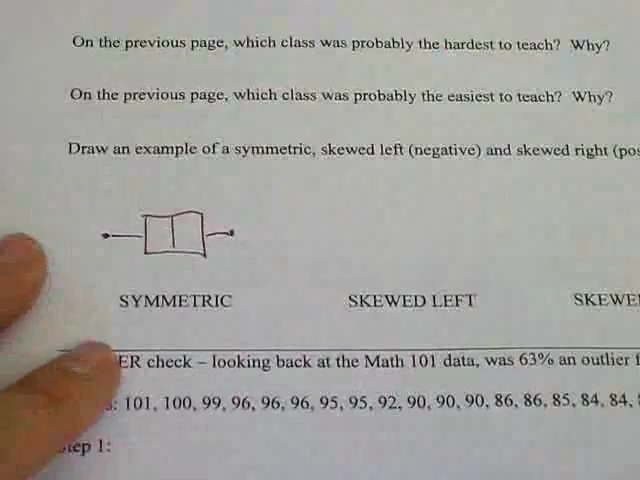 On the previous page, which class was probably the hardest to teach? Why?
On the previous page, which class was probably the easiest to teach? Why?
Draw an example of a symmetric, skewed left (negative) and skewed right (pos
SYMMETRIC SKEWED LEFT SKEWE
ER check – looking back at the Math 101 data, was 63% an outlier f
: 101, 100, 99, 96, 96, 96, 95, 95, 92, 90, 90, 90, 86, 86, 85, 84, 84,
Step 1: